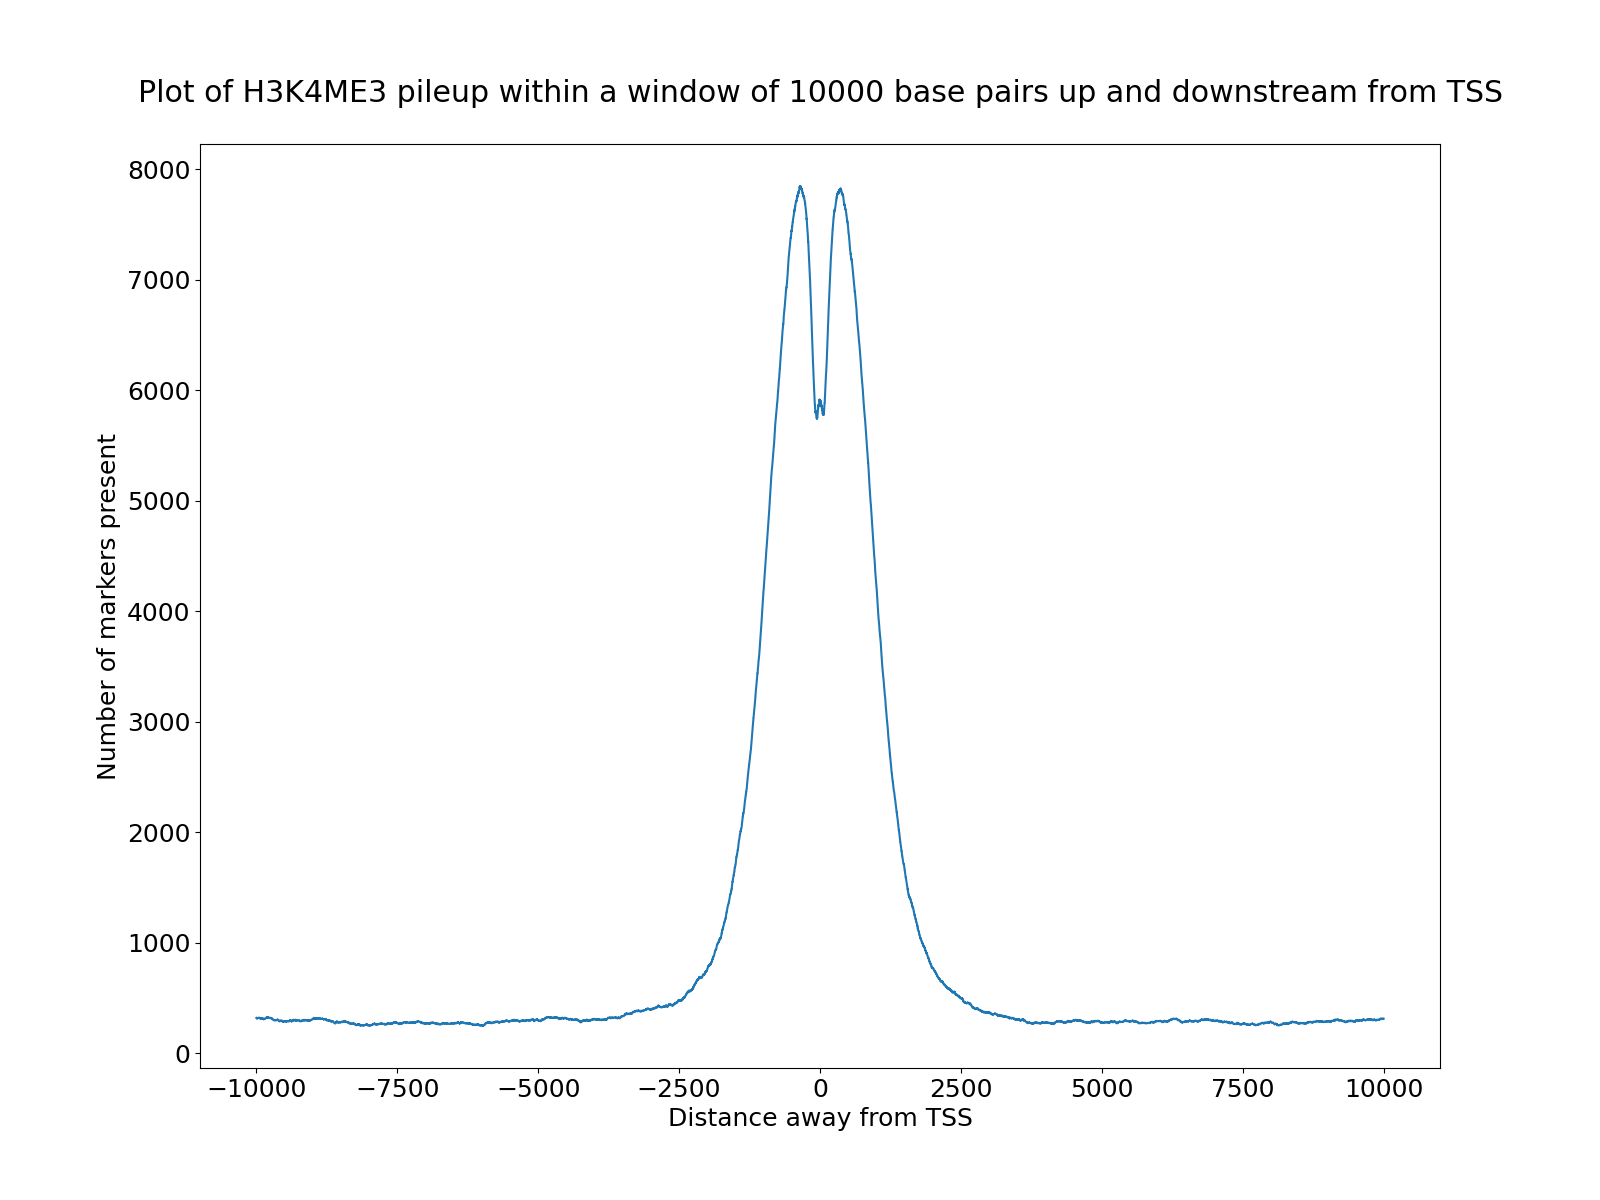 Plot of H3K4ME3 pileup within a window of 10000 base pairs up and downstream from TSS
8000
7000
6000
5000
4000
3000
2000
1000
0
Number of markers present
−10000 −7500 −5000 −2500 0 2500 5000 7500 10000
Distance away from TSS